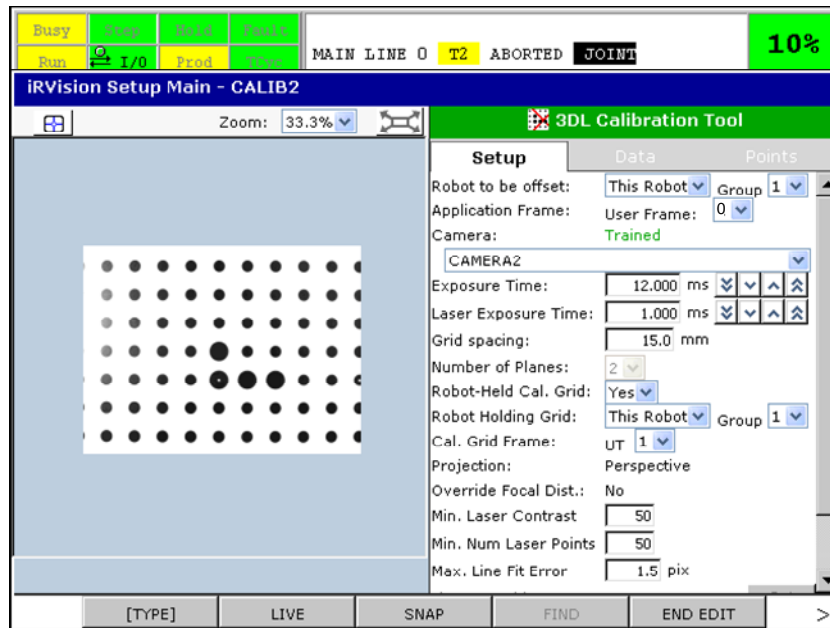 Busy Step Hold Fault
Run I/O Prod TCyc MAIN LINE 0 T2 ABORTED JOINT 10%
iRVision Setup Main - CALIB2
Zoom: 33.3% 3DL Calibration Tool
Setup Data Points
Robot to be offset: This Robot Group 1
Application Frame: User Frame: 0
Camera: Trained
CAMERA2
Exposure Time: 12.000 ms
Laser Exposure Time: 1.000 ms
Grid spacing: 15.0 mm
Number of Planes: 2
Robot-Held Cal. Grid: Yes
Robot Holding Grid: This Robot Group 1
Cal. Grid Frame: UT 1
Projection: Perspective
Override Focal Dist.: No
Min. Laser Contrast 50
Min. Num Laser Points 50
Max. Line Fit Error 1.5 pix
[TYPE] LIVE SNAP FIND END EDIT >